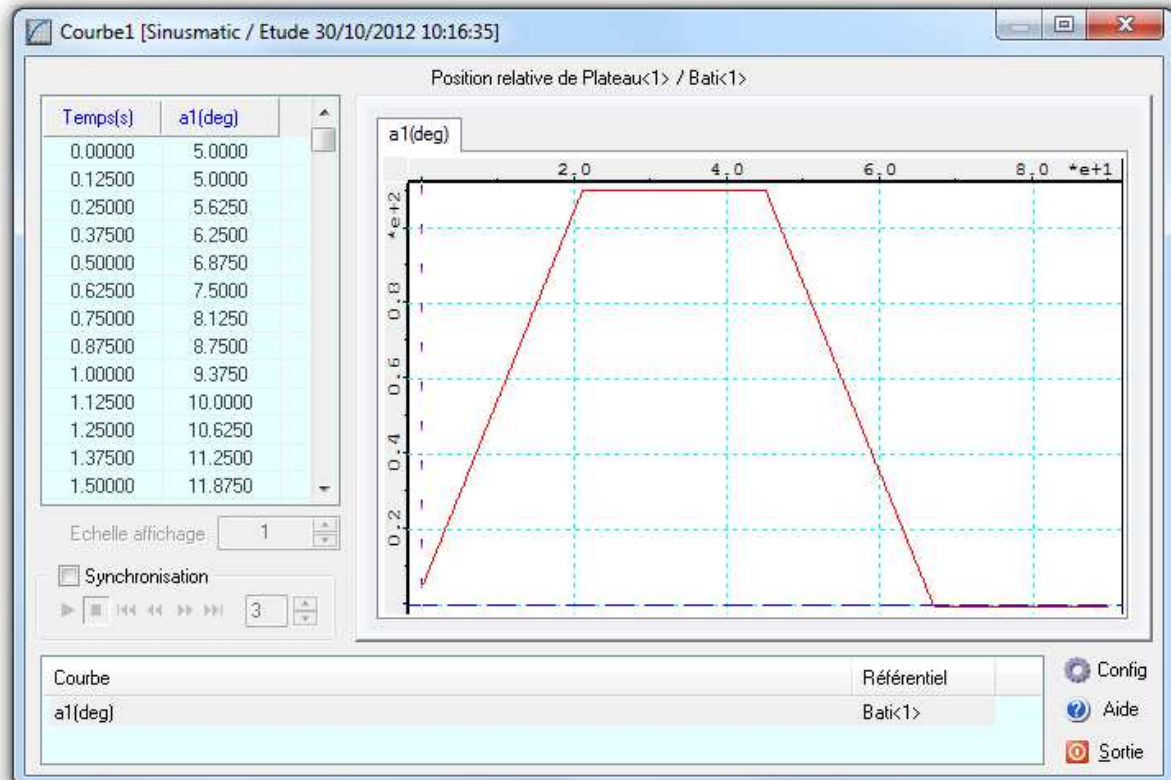 Courbe1 [Sinusmatic / Etude 30/10/2012 10:16:35]
Position relative de Plateau<1> / Bati<1>
Temps(s) a1(deg)
0.00000 5.0000
0.12500 5.0000
0.25000 5.6250
0.37500 6.2500
0.50000 6.8750
0.62500 7.5000
0.75000 8.1250
0.87500 8.7500
1.00000 9.3750
1.12500 10.0000
1.25000 10.6250
1.37500 11.2500
1.50000 11.8750
Echelle affichage 1
Synchronisation
3
a1(deg)
2.0 4.0 6.0 8.0 *e+1
*e+2
0.8
0.6
0.4
0.2
Courbe Référentiel
a1(deg) Bati<1>
Config
Aide
Sortie